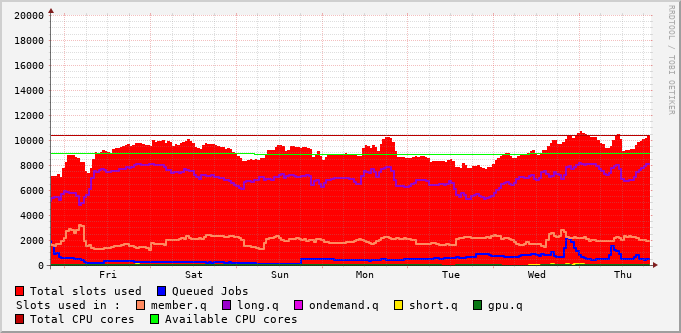 RRDTOOL / TOBI OETIKER
20000
18000
16000
14000
12000
10000
8000
6000
4000
2000
0
Fri Sat Sun Mon Tue Wed Thu
Total slots used Queued Jobs
Slots used in : member.q long.q ondemand.q short.q gpu.q
Total CPU cores Available CPU cores